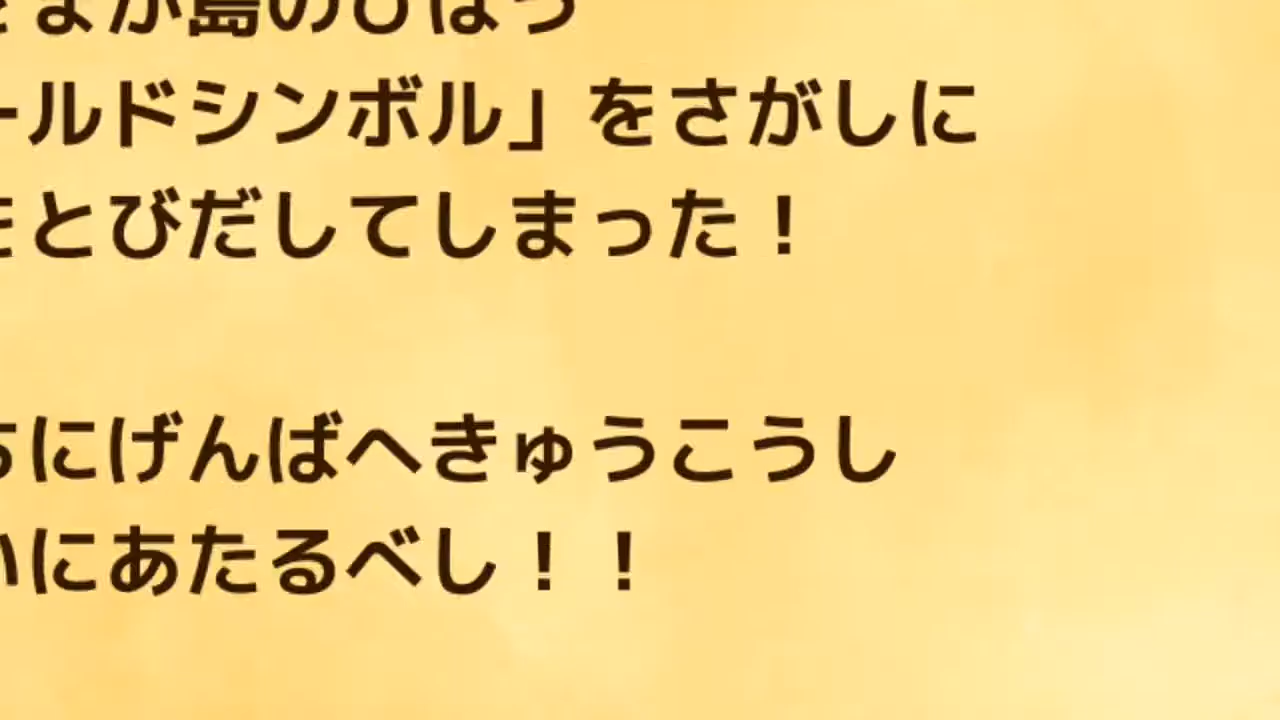 まが島のひほう
ールドシンボル」をさがしに
をとびだしてしまった！
ちにげんばへきゅうこうし
いにあたるべし！！